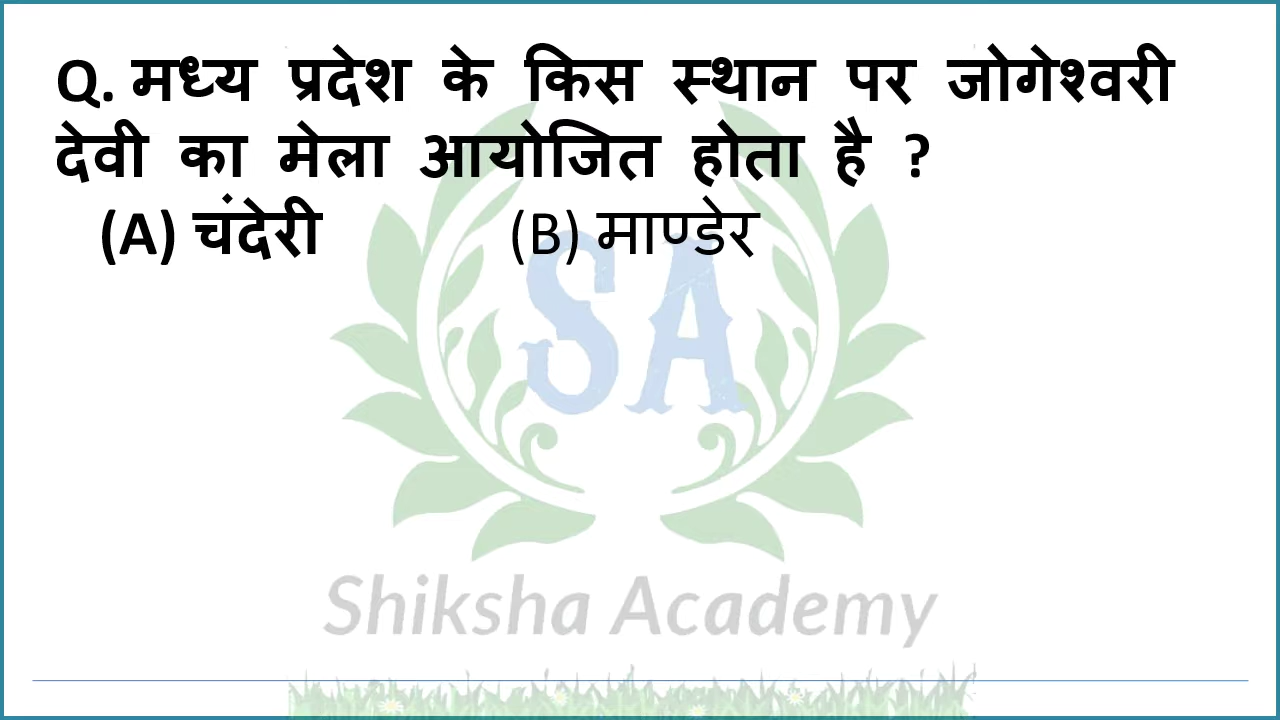 Q. मध्य प्रदेश के किस स्थान पर जोगेश्वरी
देवी का मेला आयोजित होता है ?
(A) चंदेरी (B) माण्डेर
SA
Shiksha Academy